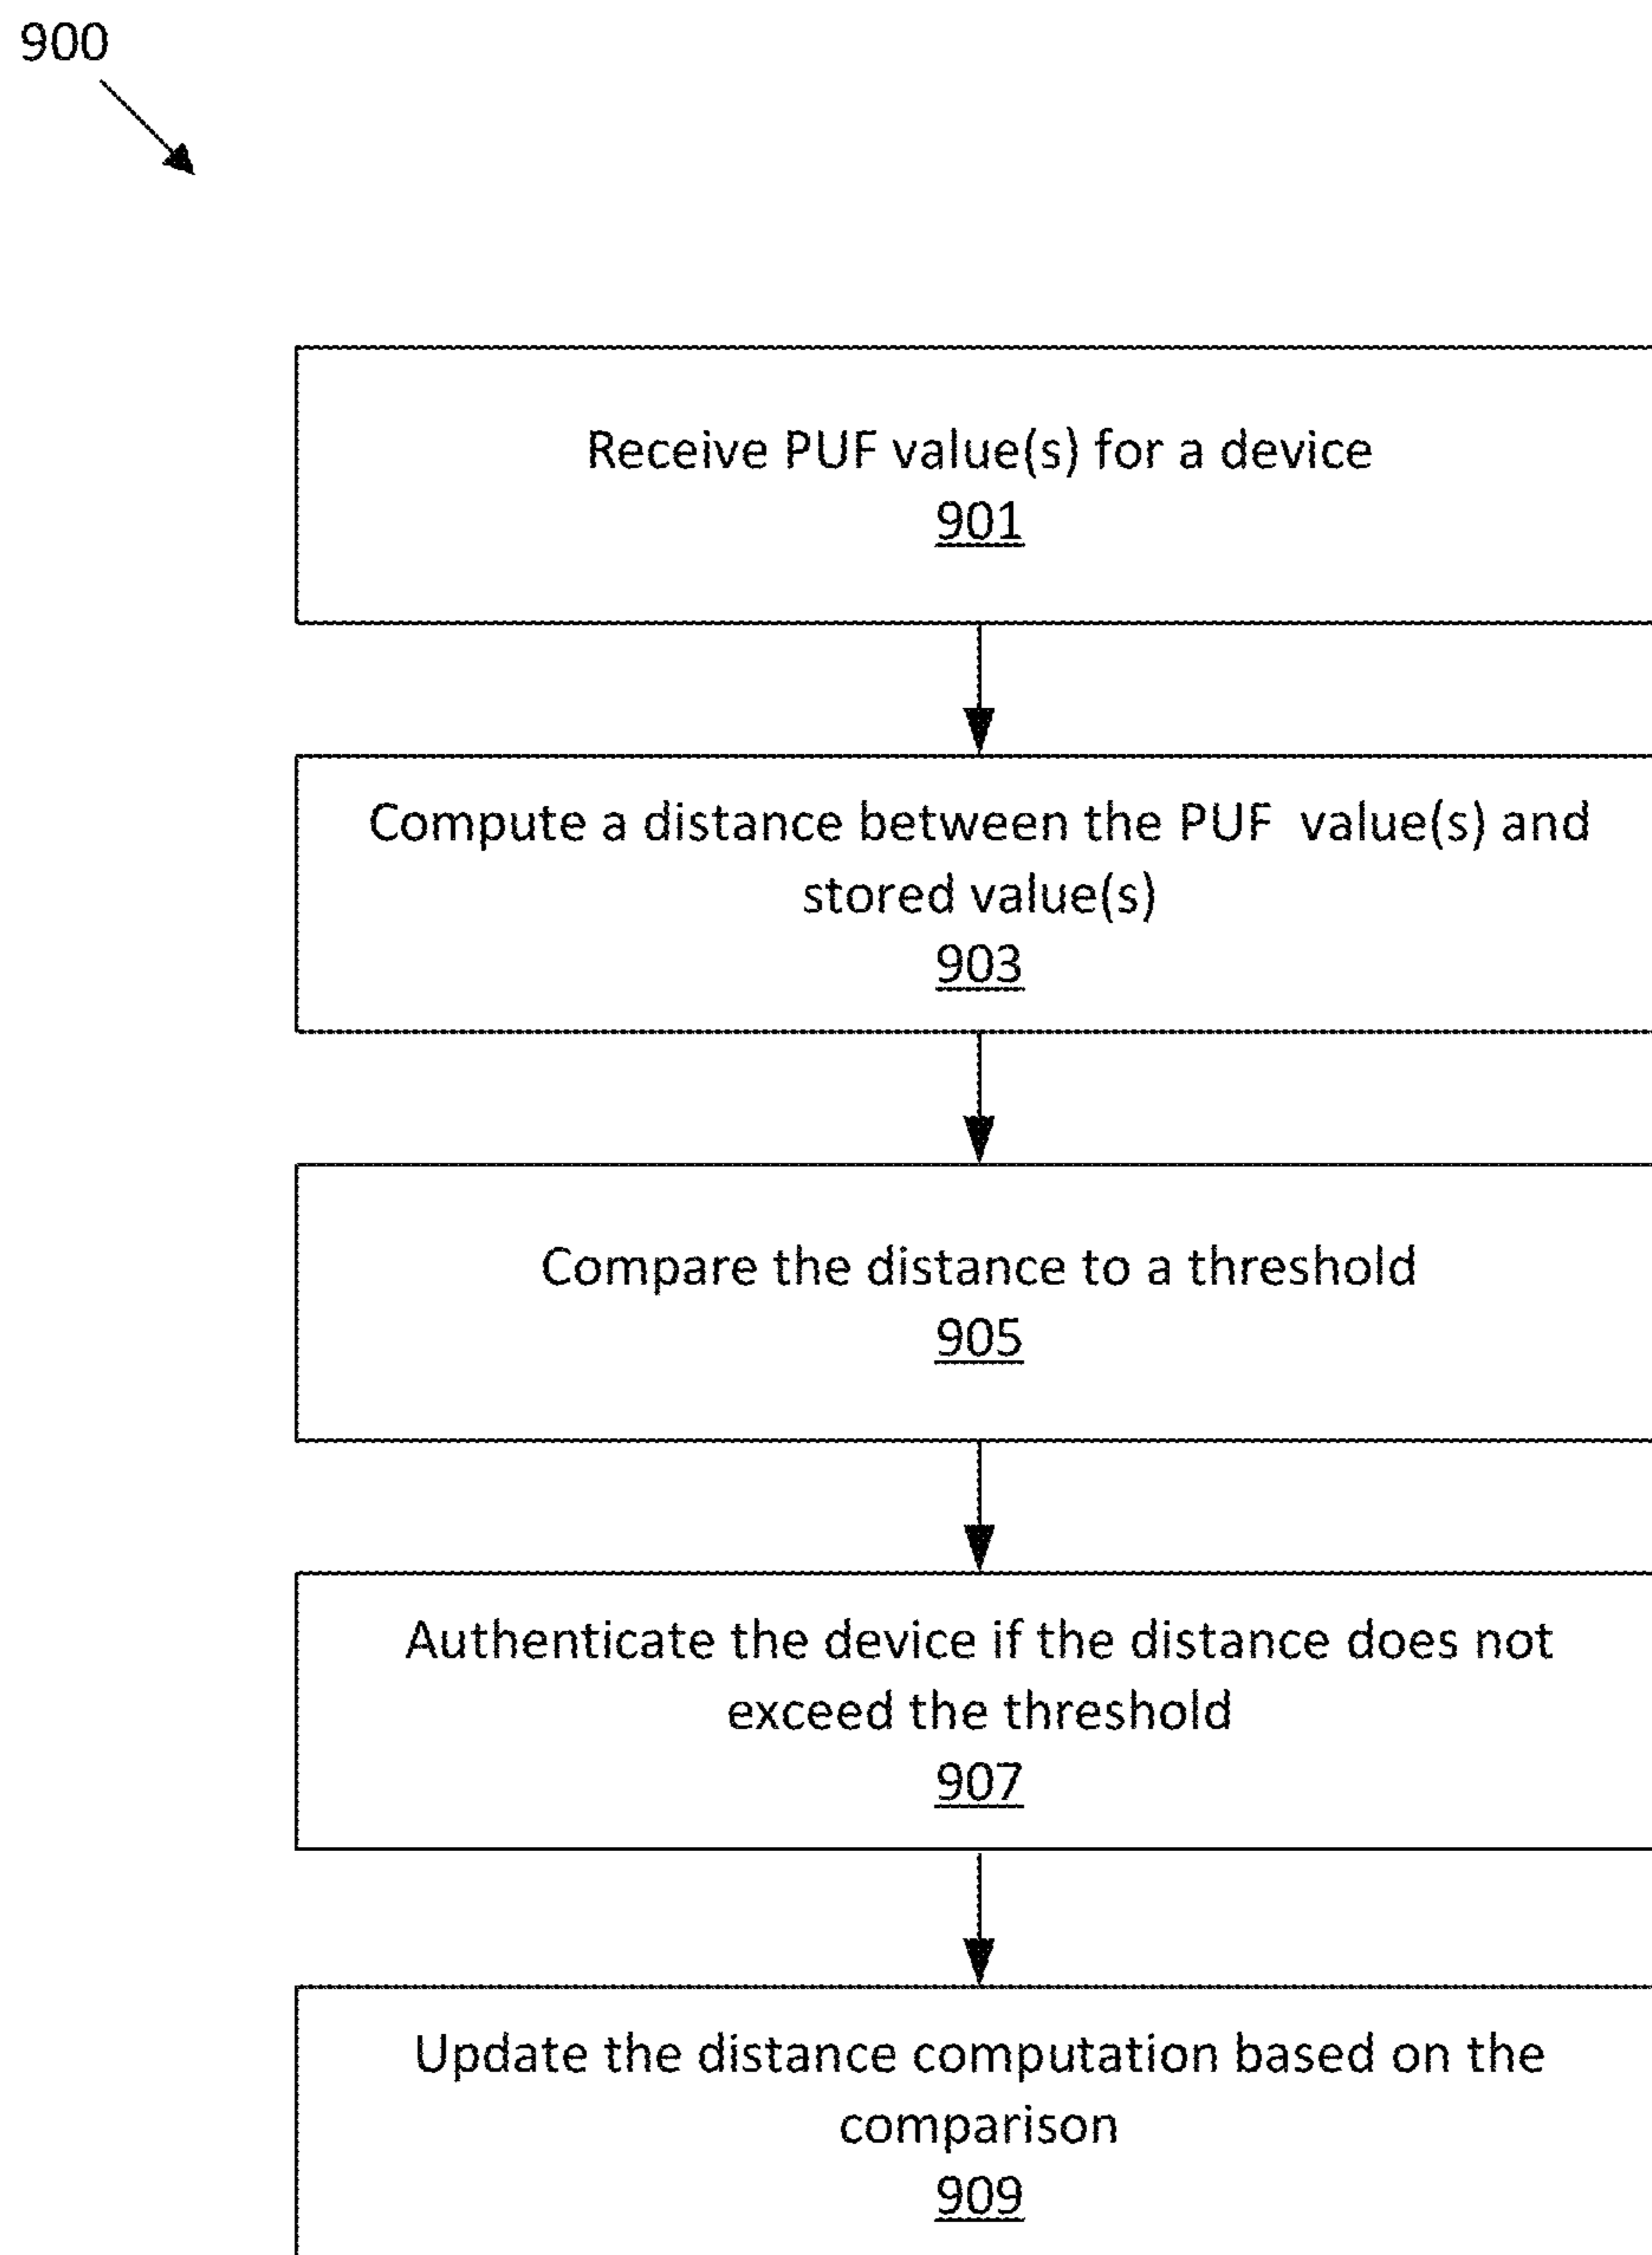 900
Receive PUF value(s) for a device
901
Compute a distance between the PUF value(s) and
stored value(s)
903
Compare the distance to a threshold
905
Authenticate the device if the distance does not
exceed the threshold
907
Update the distance computation based on the
comparison
909